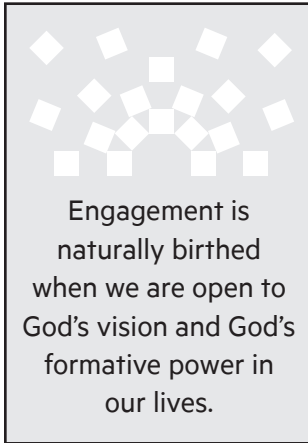 Engagement is
naturally birthed
when we are open to
God’s vision and God’s
formative power in
our lives.